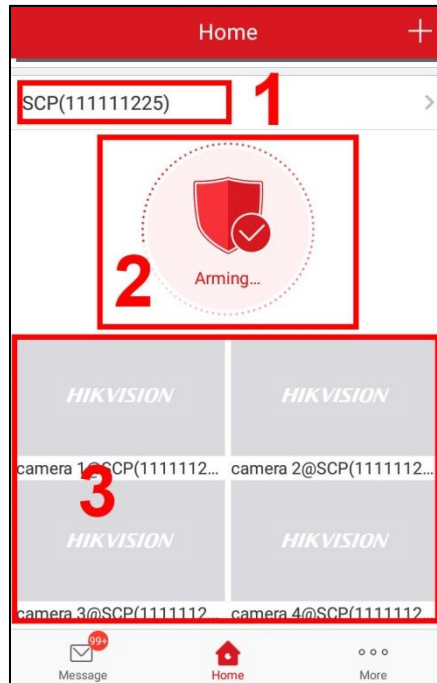 Home
SCP(111111225)
1
2
Arming...
HIKVISION
HIKVISION
camera 1@SCP(1111112...
camera 2@SCP(1111112...
3
HIKVISION
HIKVISION
camera 3@SCP(1111112...
camera 4@SCP(1111112...
99+
Message
Home
More